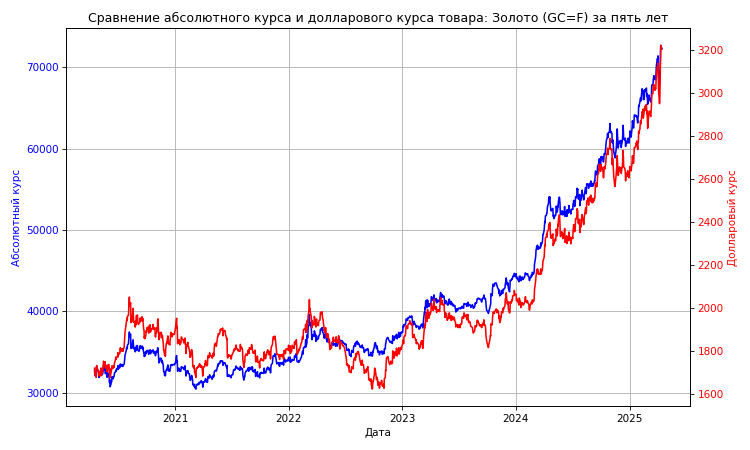 Сравнение абсолютного курса и долларового курса товара: Золото (GC=F) за пять лет
Абсолютный курс
70000
60000
50000
40000
30000
3200
3000
2800
2600
2400
2200
2000
1800
1600
Долларовый курс
2021 2022 2023 2024 2025
Дата